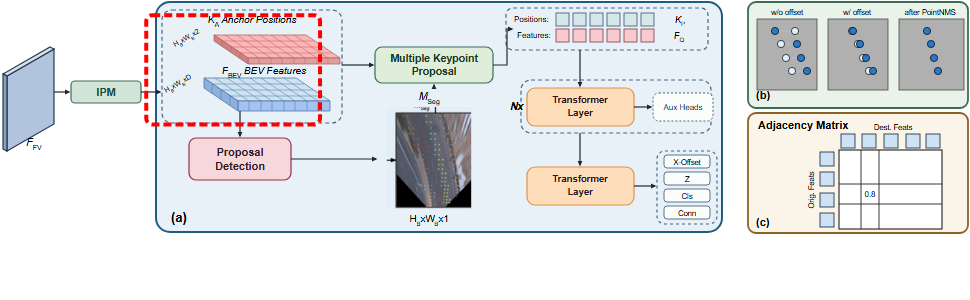 F_FV
IPM
K_A Anchor Positions
H_BxW_Bx2
F_BEV BEV Features
H_BxW_BxD
Proposal
Detection
Multiple Keypoint
Proposal
M_Seg
H_BxW_Bx1
(a)
Positions:
Features:
F_Q
Nx
Transformer
Layer
Aux Heads
Transformer
Layer
X-Offset
Z
Cls
Conn
w/o offset
w/ offset
after PointNMS
(b)
Adjacency Matrix
Dest. Feats
Orig. Feats
0.8
(c)